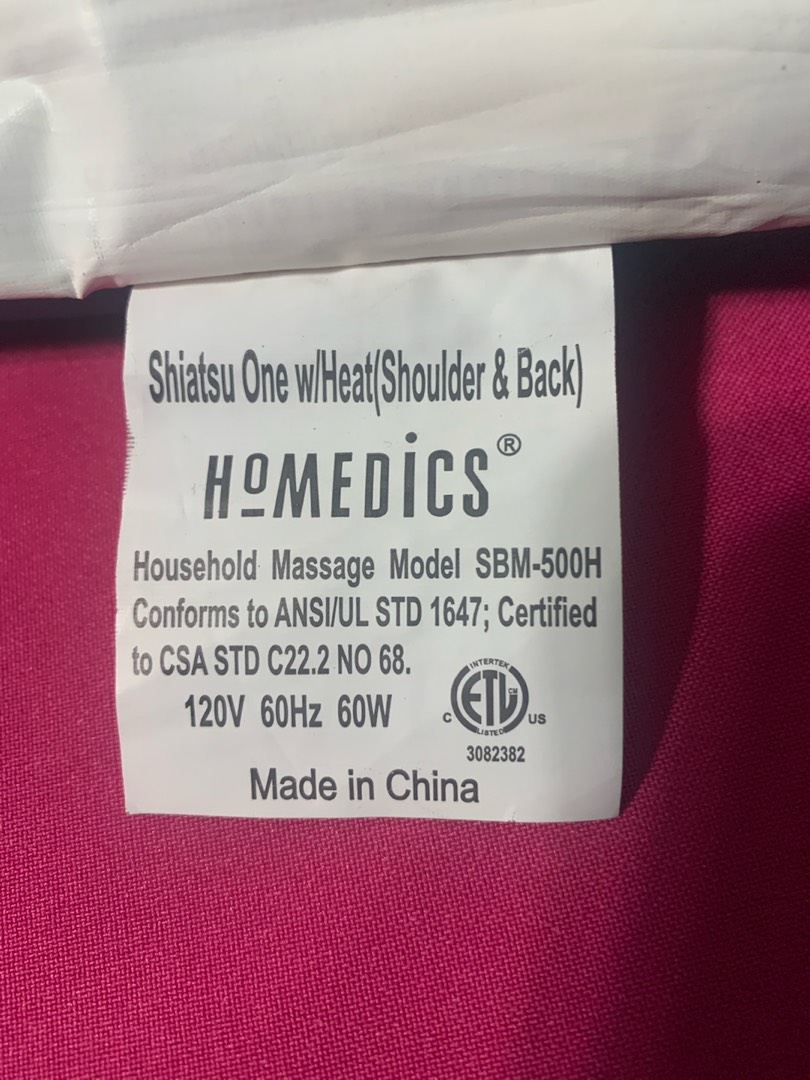 Shiatsu One w/Heat(Shoulder & Back)
HoMEDiCS®
Household Massage Model SBM-500H
Conforms to ANSI/UL STD 1647; Certified
to CSA STD C22.2 NO 68.
120V 60Hz 60W
INTERTEK
C ETL CM US
LISTED
3082382
Made in China